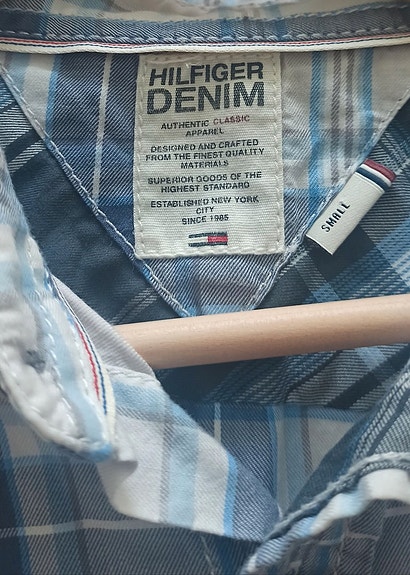 HILFIGER
DENIM
AUTHENTIC CLASSIC
APPAREL
DESIGNED AND CRAFTED
FROM THE FINEST QUALITY
MATERIALS
SUPERIOR GOODS OF THE
HIGHEST STANDARD
ESTABLISHED NEW YORK
CITY
SINCE 1985
SMALL